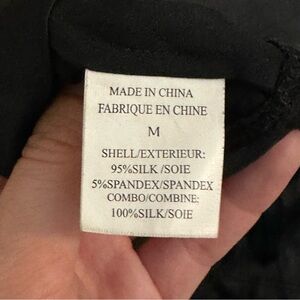 MADE IN CHINA
FABRIQUE EN CHINE
M
SHELL/EXTERIEUR:
95%SILK /SOIE
5%SPANDEX/SPANDEX
COMBO/COMBINE:
100%SILK/SOIE